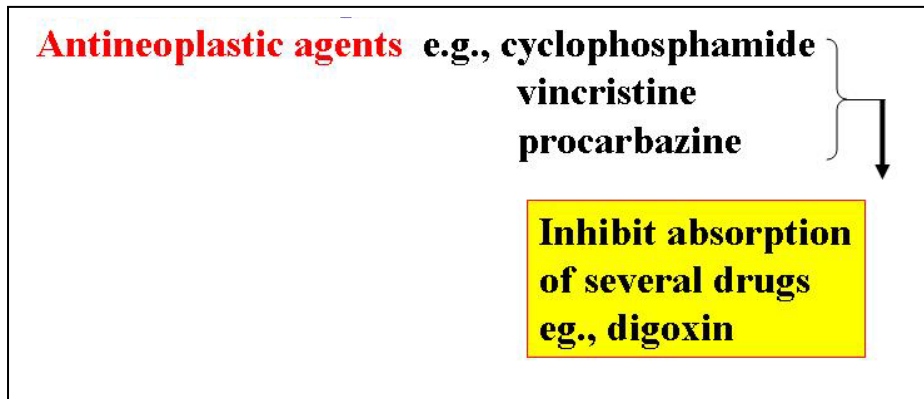 Antineoplastic agents e.g., cyclophosphamide
vincristine
procarbazine
Inhibit absorption
of several drugs
eg., digoxin